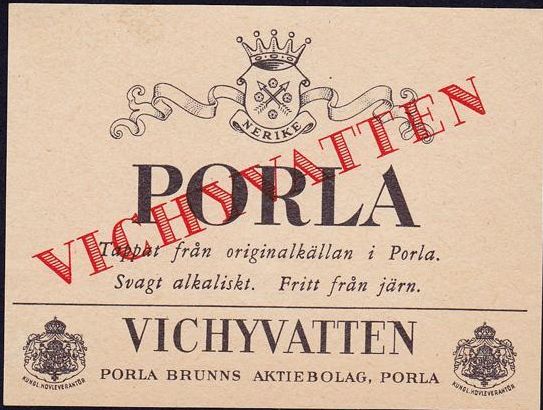 NERIKE
VICHYVATTEN
PORLA
Tappat från originalkällan i Porla.
Svagt alkaliskt. Fritt från järn.
VICHYVATTEN
PORLA BRUNNS AKTIEBOLAG, PORLA
KUNGL. HOVLEVERANTÖR
KUNGL. HOVLEVERANTÖR